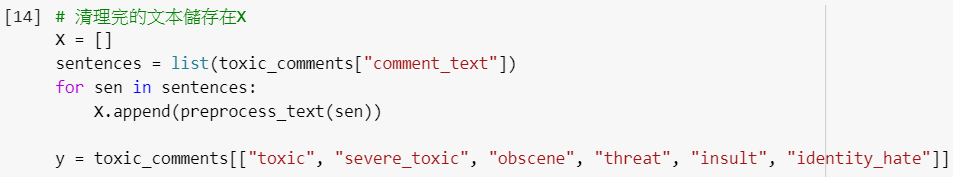 [14] # 清理完的文本儲存在X
X = []
sentences = list(toxic_comments["comment_text"])
for sen in sentences:
    X.append(preprocess_text(sen))

y = toxic_comments[["toxic", "severe_toxic", "obscene", "threat", "insult", "identity_hate"]]